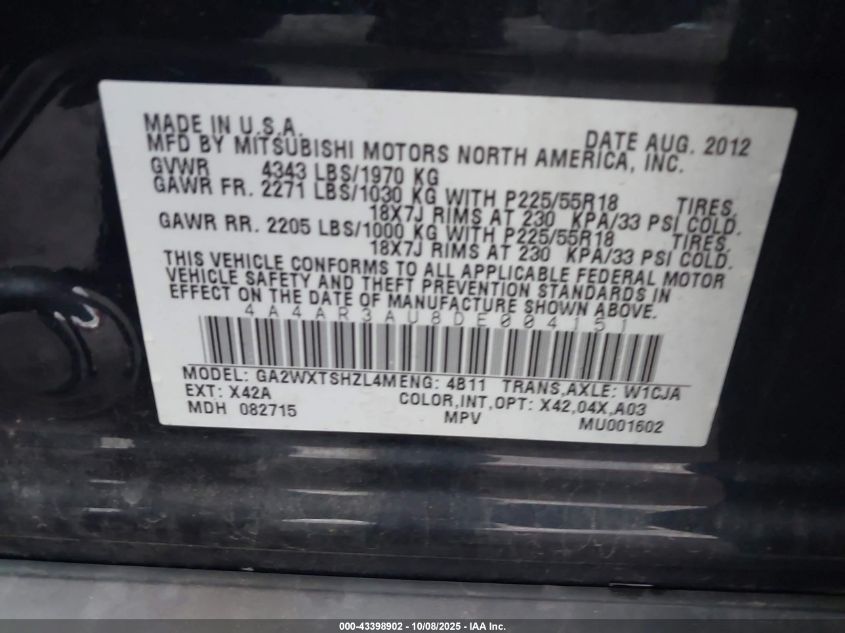 MADE IN U.S.A. DATE AUG. 2012
MFD BY MITSUBISHI MOTORS NORTH AMERICA, INC.
GVWR 4343 LBS/1970 KG
GAWR FR. 2271 LBS/1030 KG WITH P225/55R18 TIRES,
18X7J RIMS AT 230 KPA/33 PSI COLD.
GAWR RR. 2205 LBS/1000 KG WITH P225/55R18 TIRES,
18X7J RIMS AT 230 KPA/33 PSI COLD.
THIS VEHICLE CONFORMS TO ALL APPLICABLE FEDERAL MOTOR
VEHICLE SAFETY AND THEFT PREVENTION STANDARDS IN
EFFECT ON THE DATE OF MANUFACTURE SHOWN ABOVE.
4A4AR3AU8DE004151
MODEL: GA2WXTSHZL4M ENG: 4B11 TRANS,AXLE: W1CJA
EXT: X42A COLOR,INT,OPT: X42,04X,A03
MDH 082715 MPV MU001602
000-43398902 - 10/08/2025 - IAA Inc.